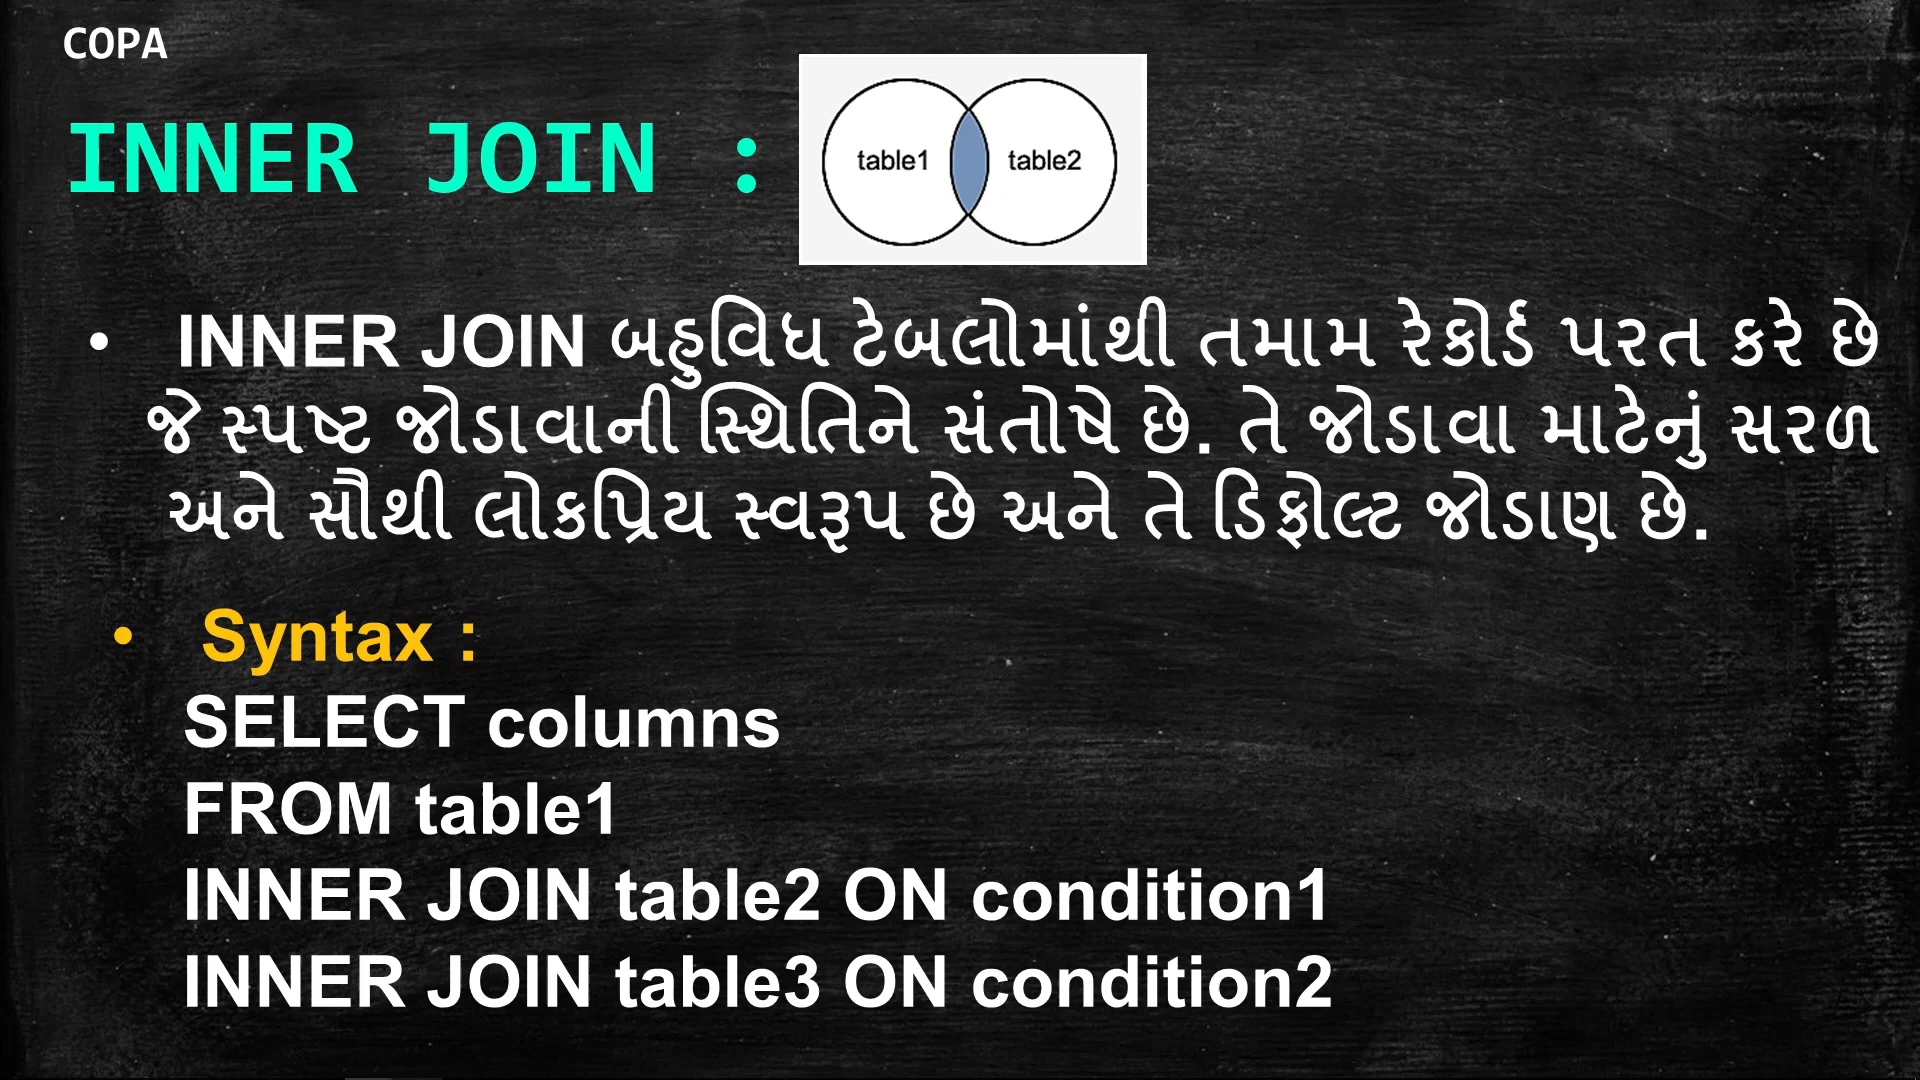 COPA
INNER JOIN :
table1 table2
• INNER JOIN બહુવિધ ટેબલોમાંથી તમામ રેકોર્ડ પરત કરે છે
જે સ્પષ્ટ જોડાવાની સ્થિતિને સંતોષે છે. તે જોડાવા માટેનું સરળ
અને સૌથી લોકપ્રિય સ્વરૂપ છે અને તે ડિફોલ્ટ જોડાણ છે.
• Syntax :
SELECT columns
FROM table1
INNER JOIN table2 ON condition1
INNER JOIN table3 ON condition2